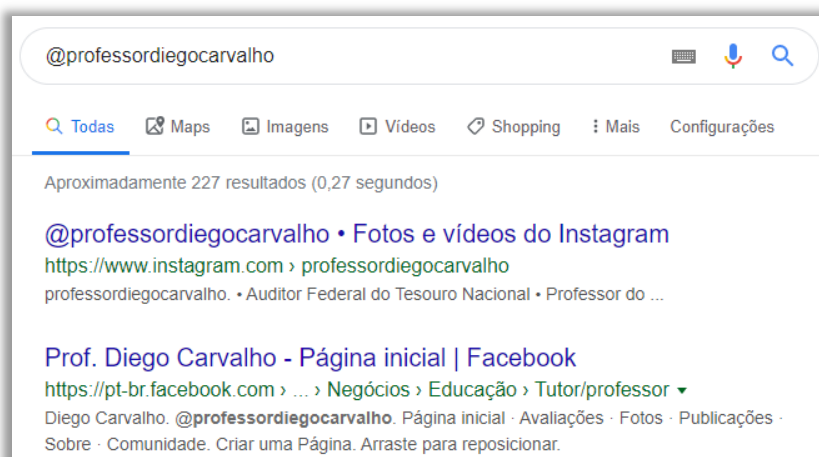 @professordiegocarvalho
Todas Maps Imagens Vídeos Shopping Mais Configurações
Aproximadamente 227 resultados (0,27 segundos)
@professordiegocarvalho • Fotos e vídeos do Instagram
https://www.instagram.com › professordiegocarvalho
professordiegocarvalho. • Auditor Federal do Tesouro Nacional • Professor do ...
Prof. Diego Carvalho - Página inicial | Facebook
https://pt-br.facebook.com › ... › Negócios › Educação › Tutor/professor
Diego Carvalho. @professordiegocarvalho. Página inicial · Avaliações · Fotos · Publicações ·
Sobre · Comunidade. Criar uma Página. Arraste para reposicionar.